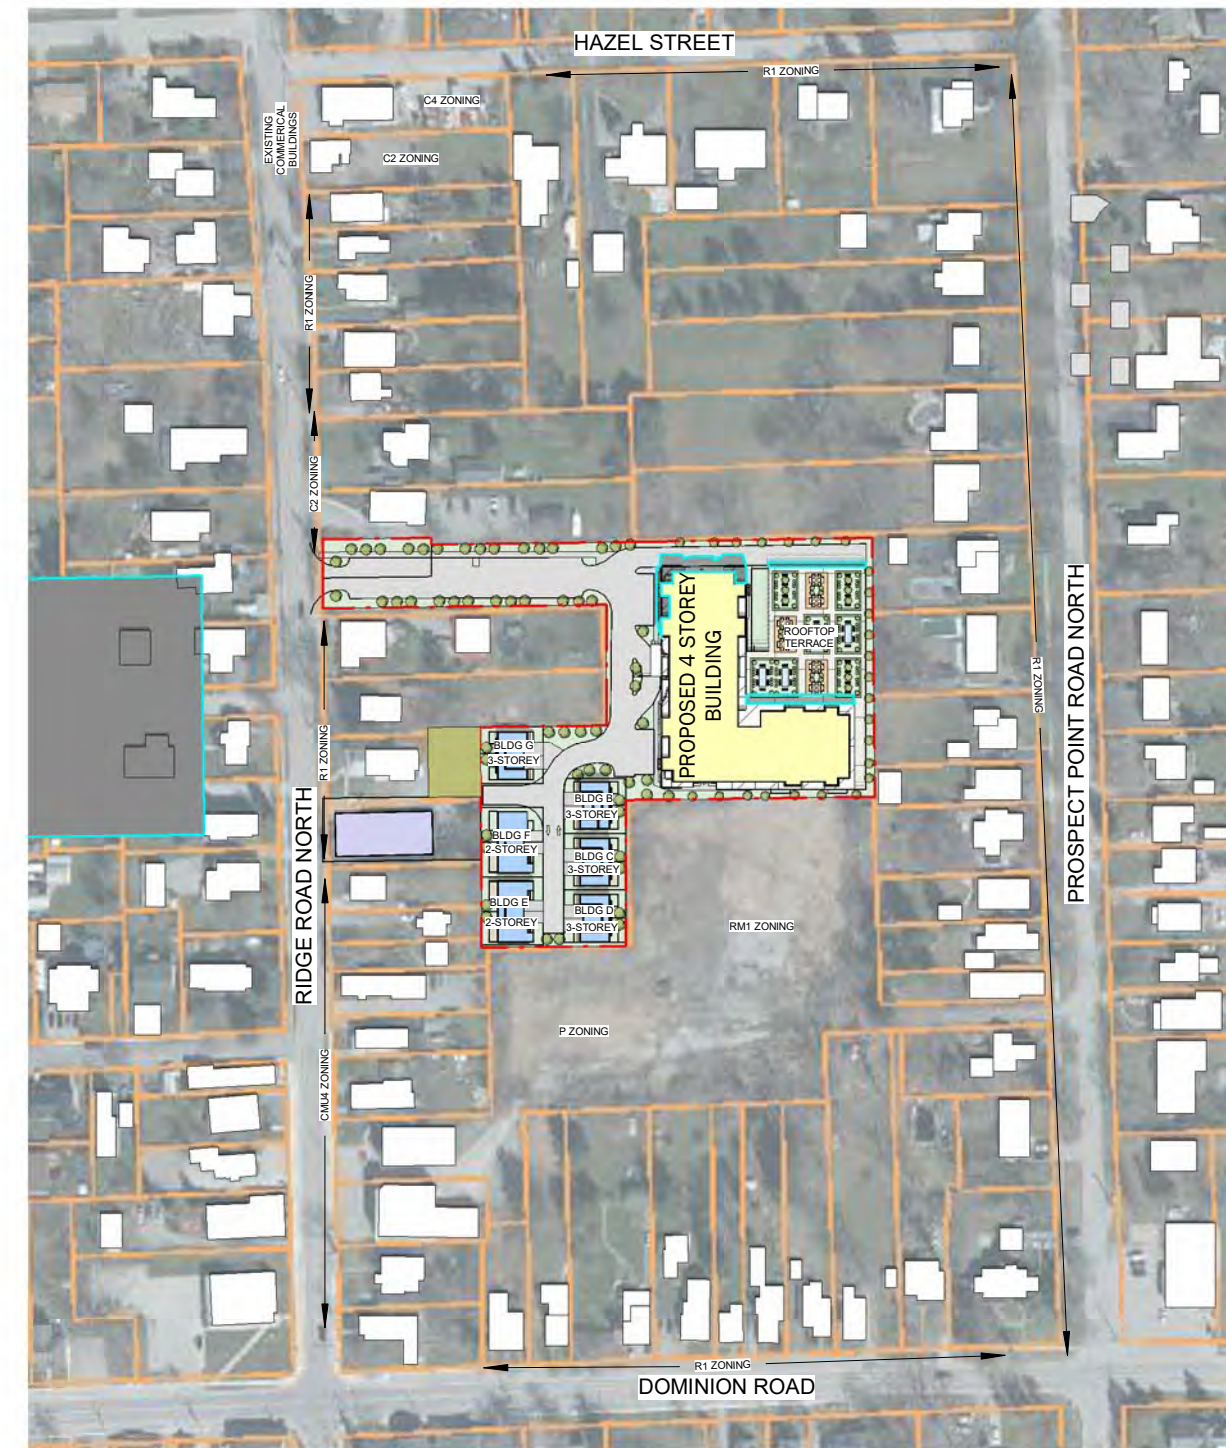 HAZEL STREET
R1 ZONING
C4 ZONING
EXISTING
COMMERICAL
BUILDINGS
C2 ZONING
R1 ZONING
C2 ZONING
PROPOSED 4 STOREY
BUILDING
ROOFTOP
TERRACE
R1 ZONING
PROSPECT POINT ROAD NORTH
R1 ZONING
BLDG G
3-STOREY
BLDG B
3-STOREY
BLDG F
2-STOREY
BLDG C
3-STOREY
BLDG E
2-STOREY
BLDG D
3-STOREY
RIDGE ROAD NORTH
RM1 ZONING
P ZONING
CMU4 ZONING
R1 ZONING
DOMINION ROAD